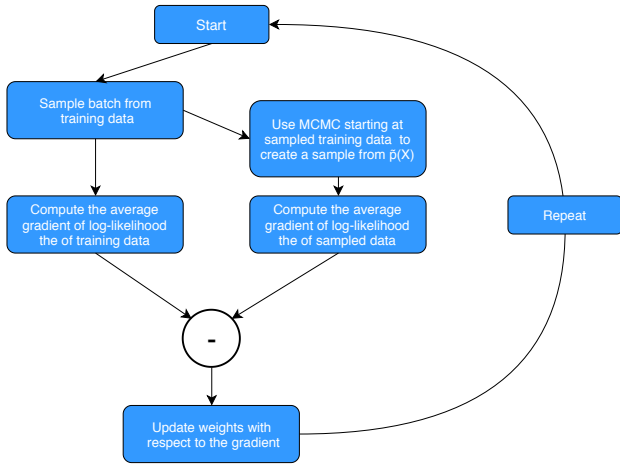 Start
Sample batch from
training data
Use MCMC starting at
sampled training data to
create a sample from p̄(X)
Compute the average
gradient of log-likelihood
the of training data
Compute the average
gradient of log-likelihood
the of sampled data
Repeat
-
Update weights with
respect to the gradient